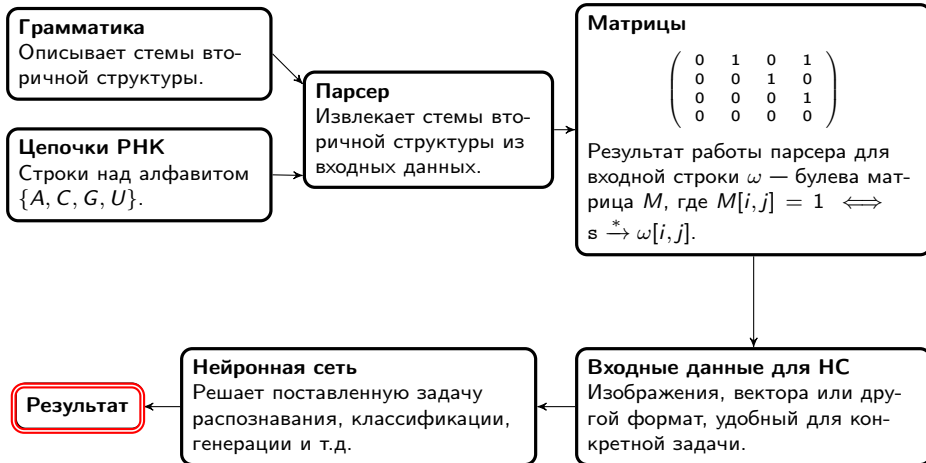 Грамматика
Описывает стемы вто-
ричной структуры.
Цепочки РНК
Строки над алфавитом
{A, C, G, U}.
Парсер
Извлекает стемы вто-
ричной структуры из
входных данных.
Матрицы
0 1 0 1
0 0 1 0
0 0 0 1
0 0 0 0
Результат работы парсера для
входной строки ω — булева мат-
рица M, где M[i, j] = 1 ⟺
s →* ω[i, j].
Входные данные для НС
Изображения, вектора или дру
гой формат, удобный для кон-
кретной задачи.
Нейронная сеть
Решает поставленную задачу
распознавания, классификации,
генерации и т.д.
Результат